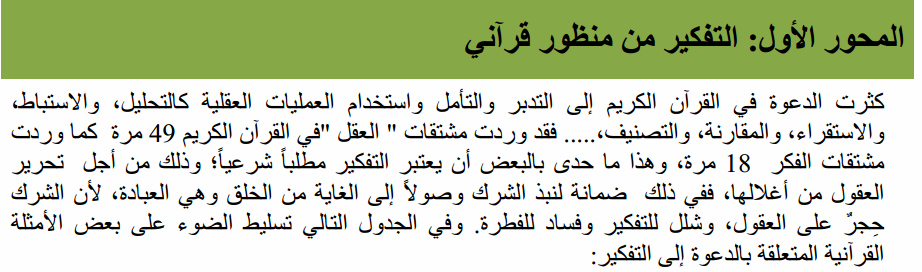 المحور الأول: التفكير من منظور قرآني
كثرت الدعوة في القرآن الكريم إلى التدبر والتأمل واستخدام العمليات العقلية كالتحليل، والاستباط،
والاستقراء، والمقارنة، والتصنيف،..... فقد وردت مشتقات " العقل "في القرآن الكريم 49 مرة كما وردت
مشتقات الفكر 18 مرة، وهذا ما حدى بالبعض أن يعتبر التفكير مطلباً شرعياً؛ وذلك من أجل تحرير
العقول من أغلالها، ففي ذلك ضمانة لنبذ الشرك وصولاً إلى الغاية من الخلق وهي العبادة، لأن الشرك
حِجرٌ على العقول، وشلل للتفكير وفساد للفطرة. وفي الجدول التالي تسليط الضوء على بعض الأمثلة
القرآنية المتعلقة بالدعوة إلى التفكير: